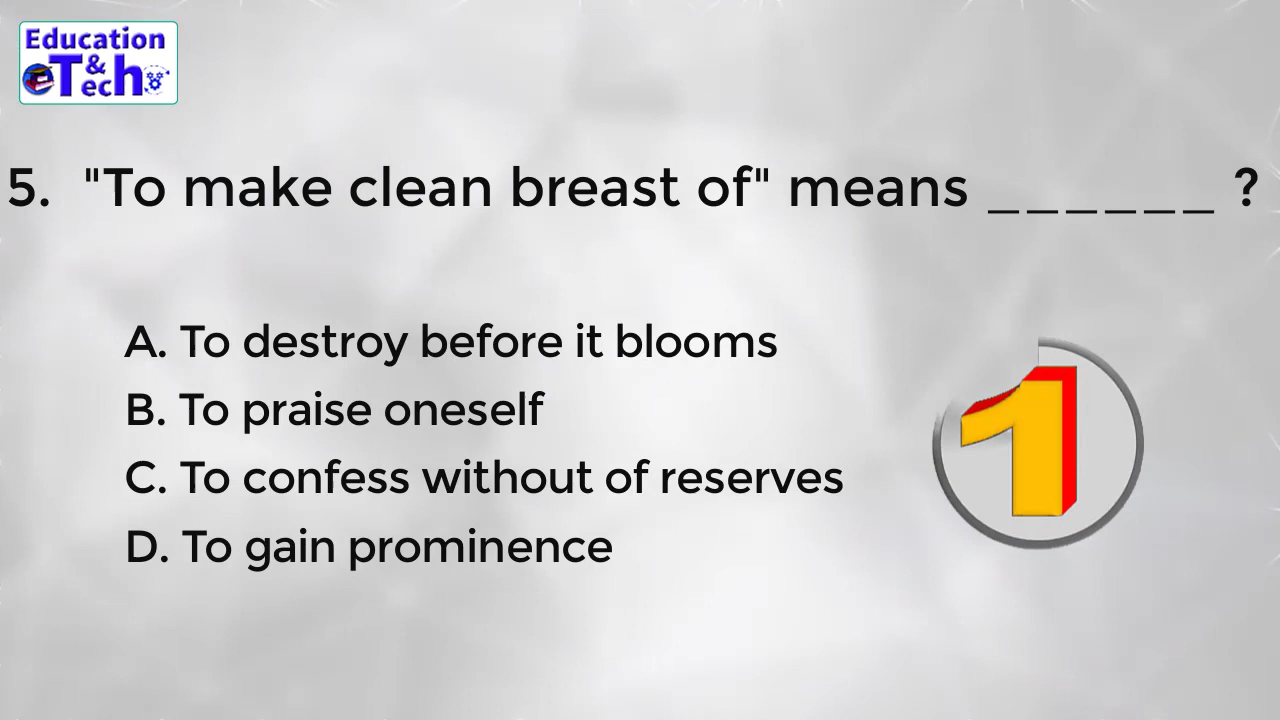 Education
&
Tech
5. "To make clean breast of" means _ _ _ _ _ _ ?
A. To destroy before it blooms
B. To praise oneself
C. To confess without of reserves
D. To gain prominence
1